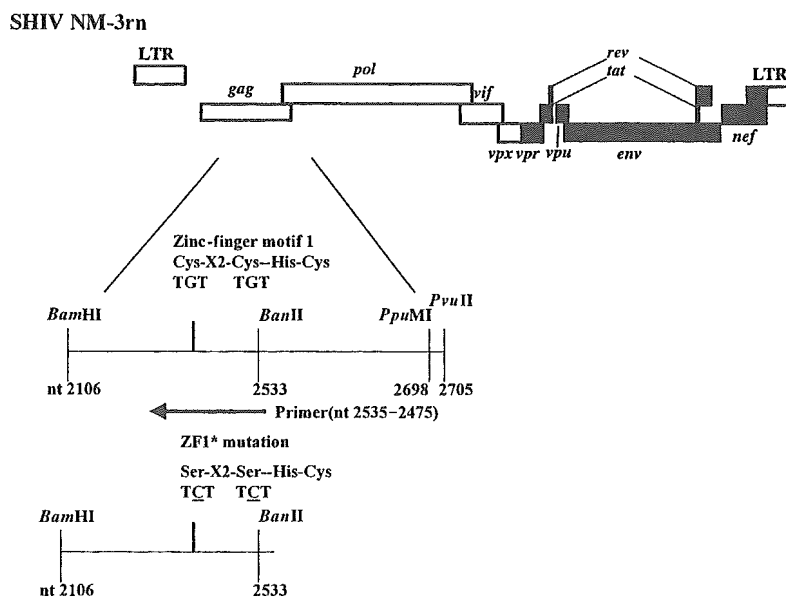 SHIV NM-3rn
LTR
gag
pol
vif
vpx vpr vpu
rev
tat
env
nef
LTR
Zinc-finger motif 1
Cys-X2-Cys--His-Cys
TGT TGT
BamHI
BanII
PpuMI
PvuII
nt 2106
2533
2698
2705
Primer(nt 2535-2475)
ZF1* mutation
Ser-X2-Ser--His-Cys
TCT TCT
BamHI
BanII
nt 2106
2533